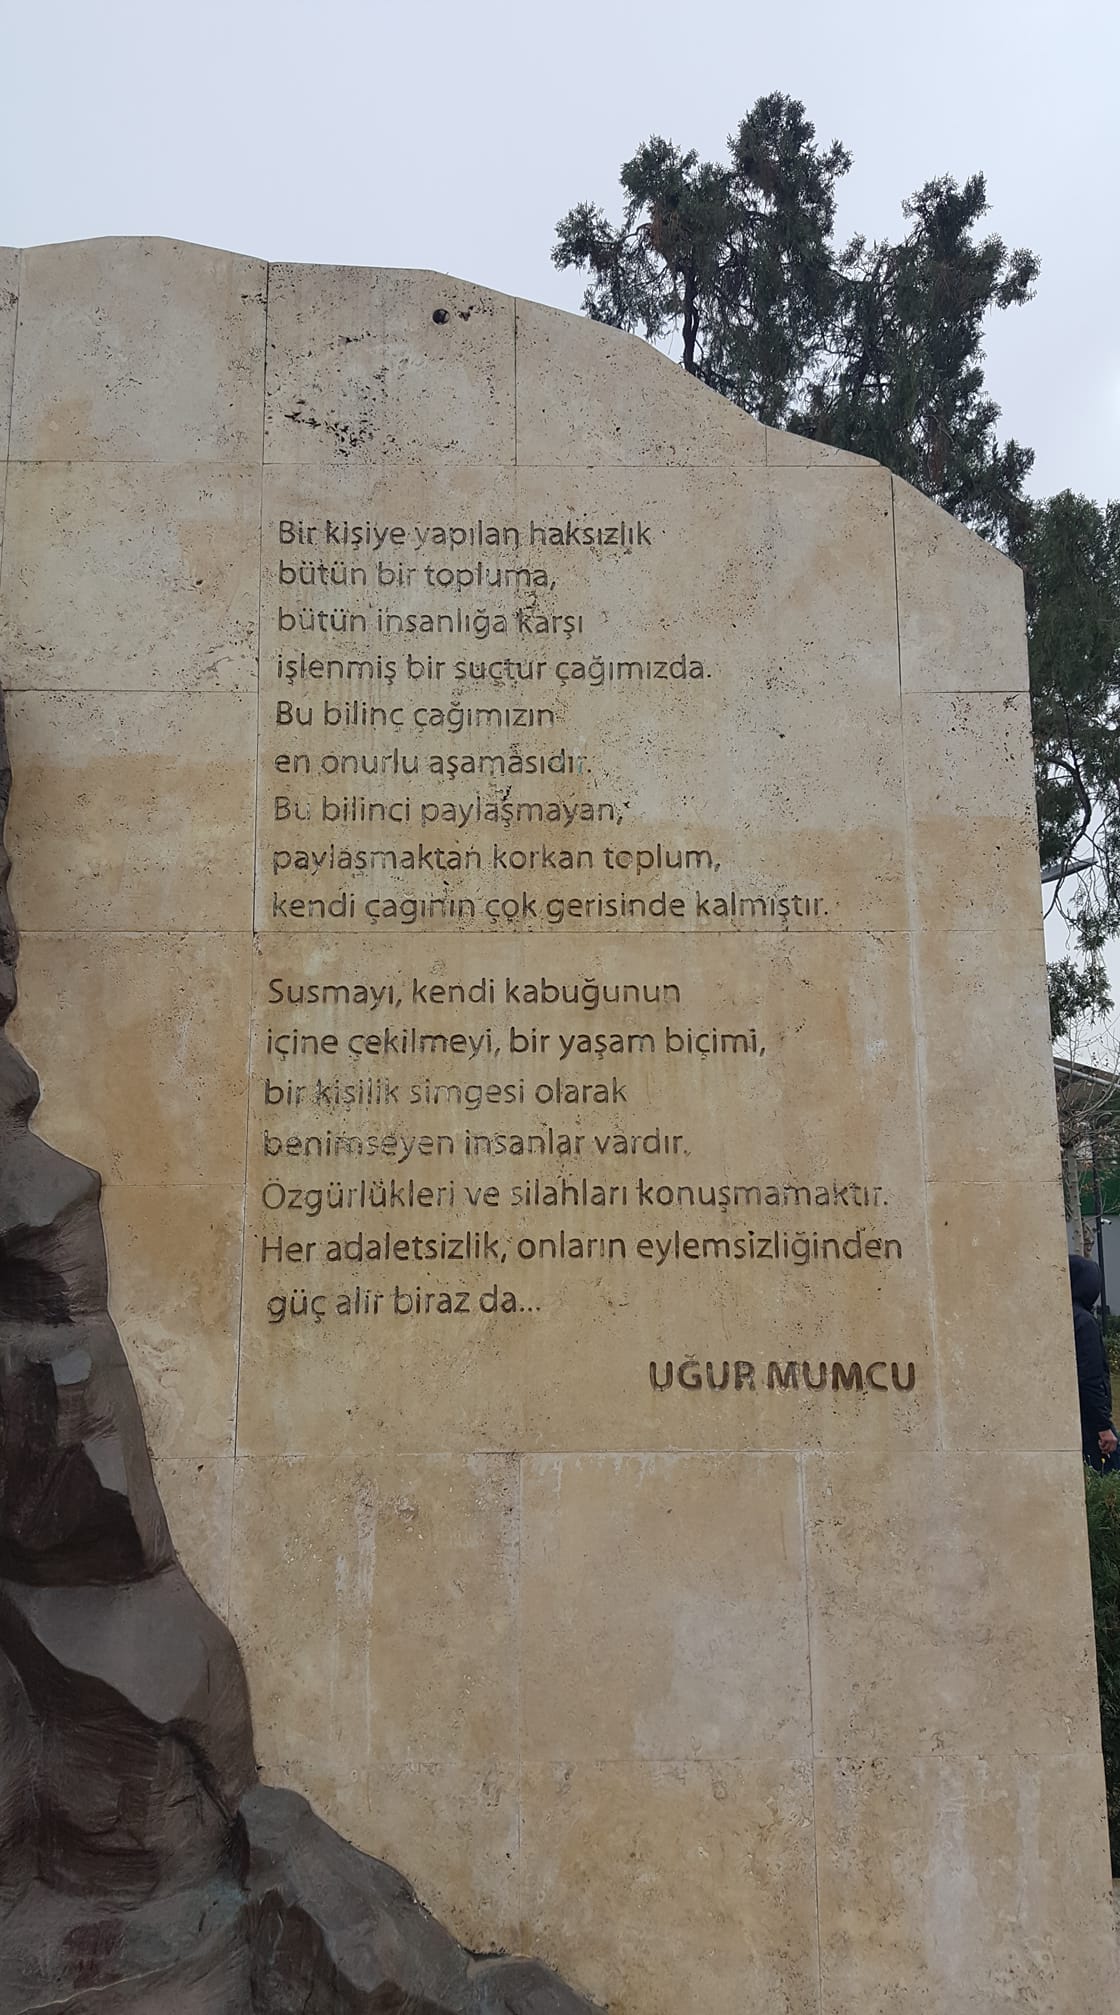 Bir kişiye yapılan haksızlık
bütün bir topluma,
bütün insanlığa karşı
işlenmiş bir suçtur çağımızda.
Bu bilinç çağımızın
en onurlu aşamasıdır.
Bu bilinci paylaşmayan,
paylaşmaktan korkan toplum,
kendi çağının çok gerisinde kalmıştır.
Susmayı, kendi kabuğunun
içine çekilmeyi, bir yaşam biçimi,
bir kişilik simgesi olarak
benimseyen insanlar vardır.
Özgürlükleri ve silahları konuşmamaktır.
Her adaletsizlik, onların eylemsizliğinden
güç alir biraz da...
UĞUR MUMCU